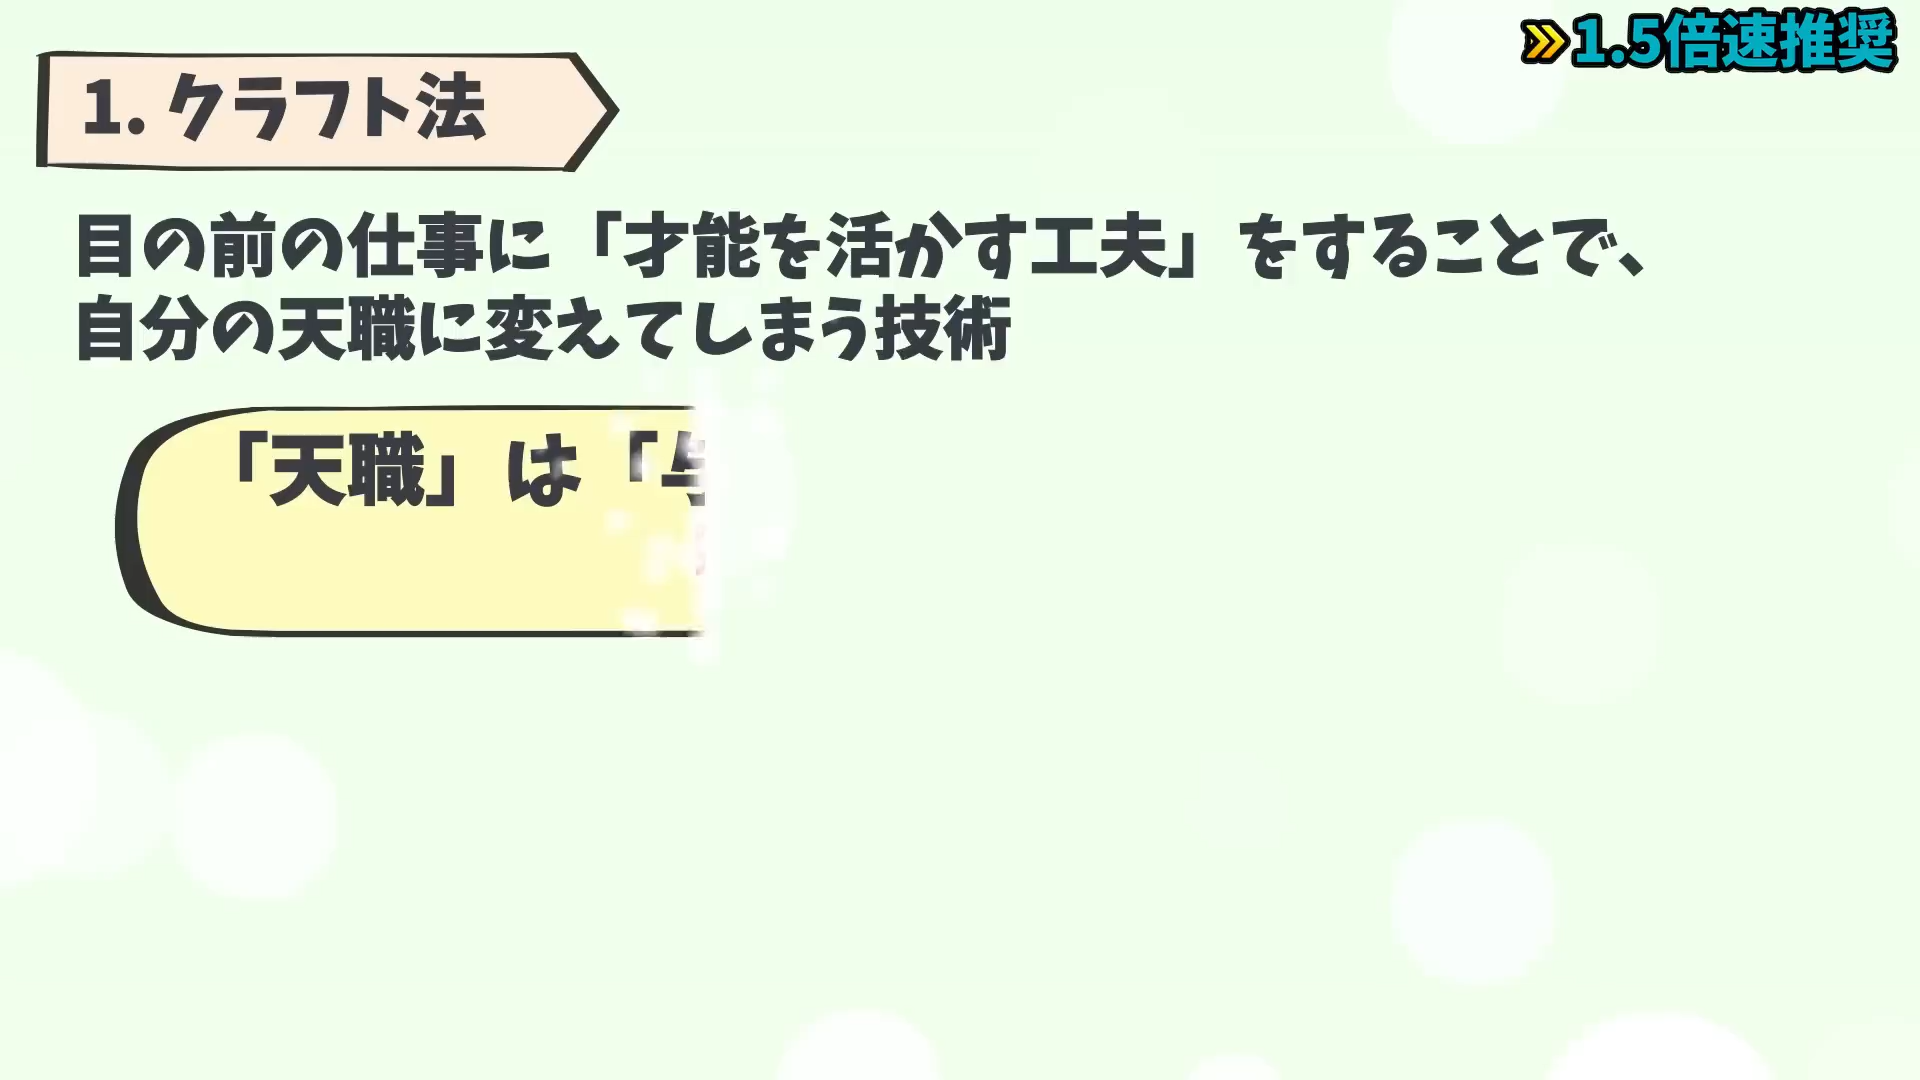 1.5倍速推奨
1. クラフト法
目の前の仕事に「才能を活かす工夫」をすることで、
自分の天職に変えてしまう技術
「天職」は「